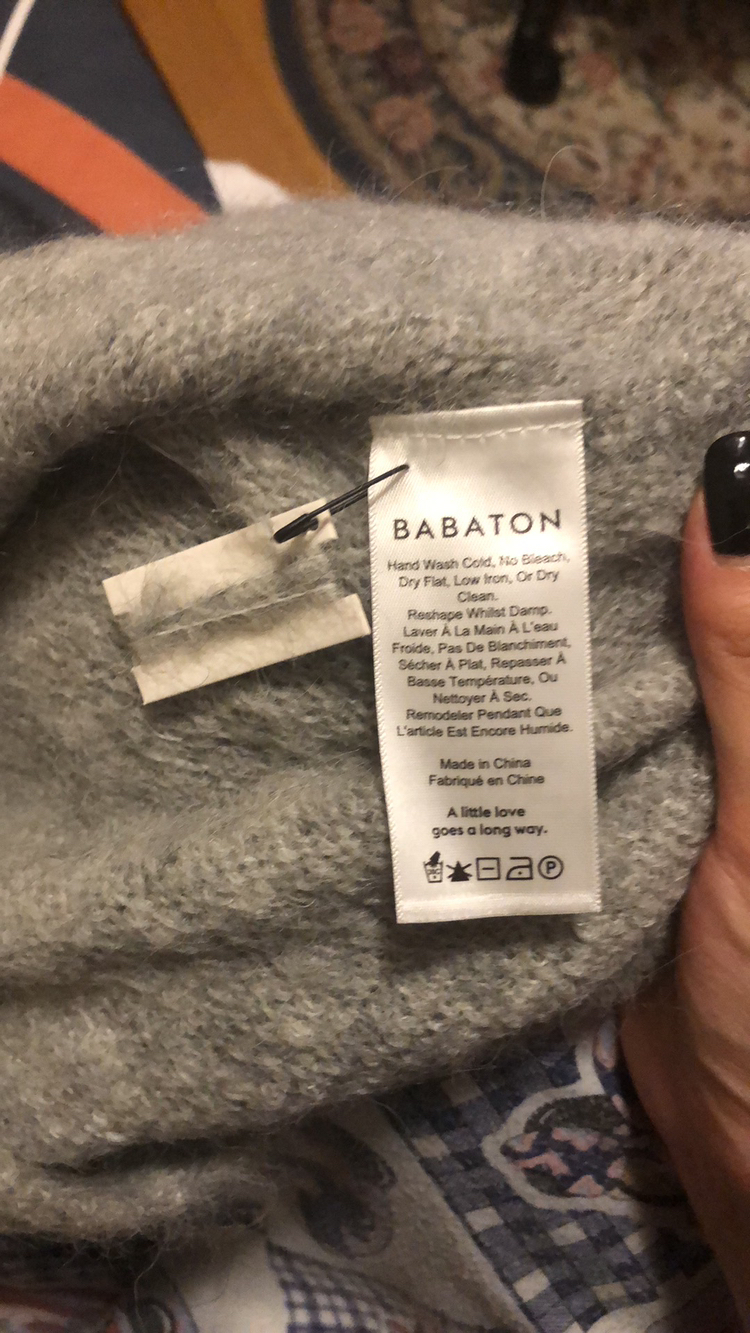 BABATON
Hand Wash Cold, No Bleach,
Dry Flat, Low Iron, Or Dry
Clean.
Reshape Whilst Damp.
Laver À La Main À L'eau
Froide, Pas De Blanchiment,
Sécher À Plat, Repasser À
Basse Température, Ou
Nettoyer À Sec.
Remodeler Pendant Que
L'article Est Encore Humide.
Made in China
Fabriqué en Chine
A little love
goes a long way.
P